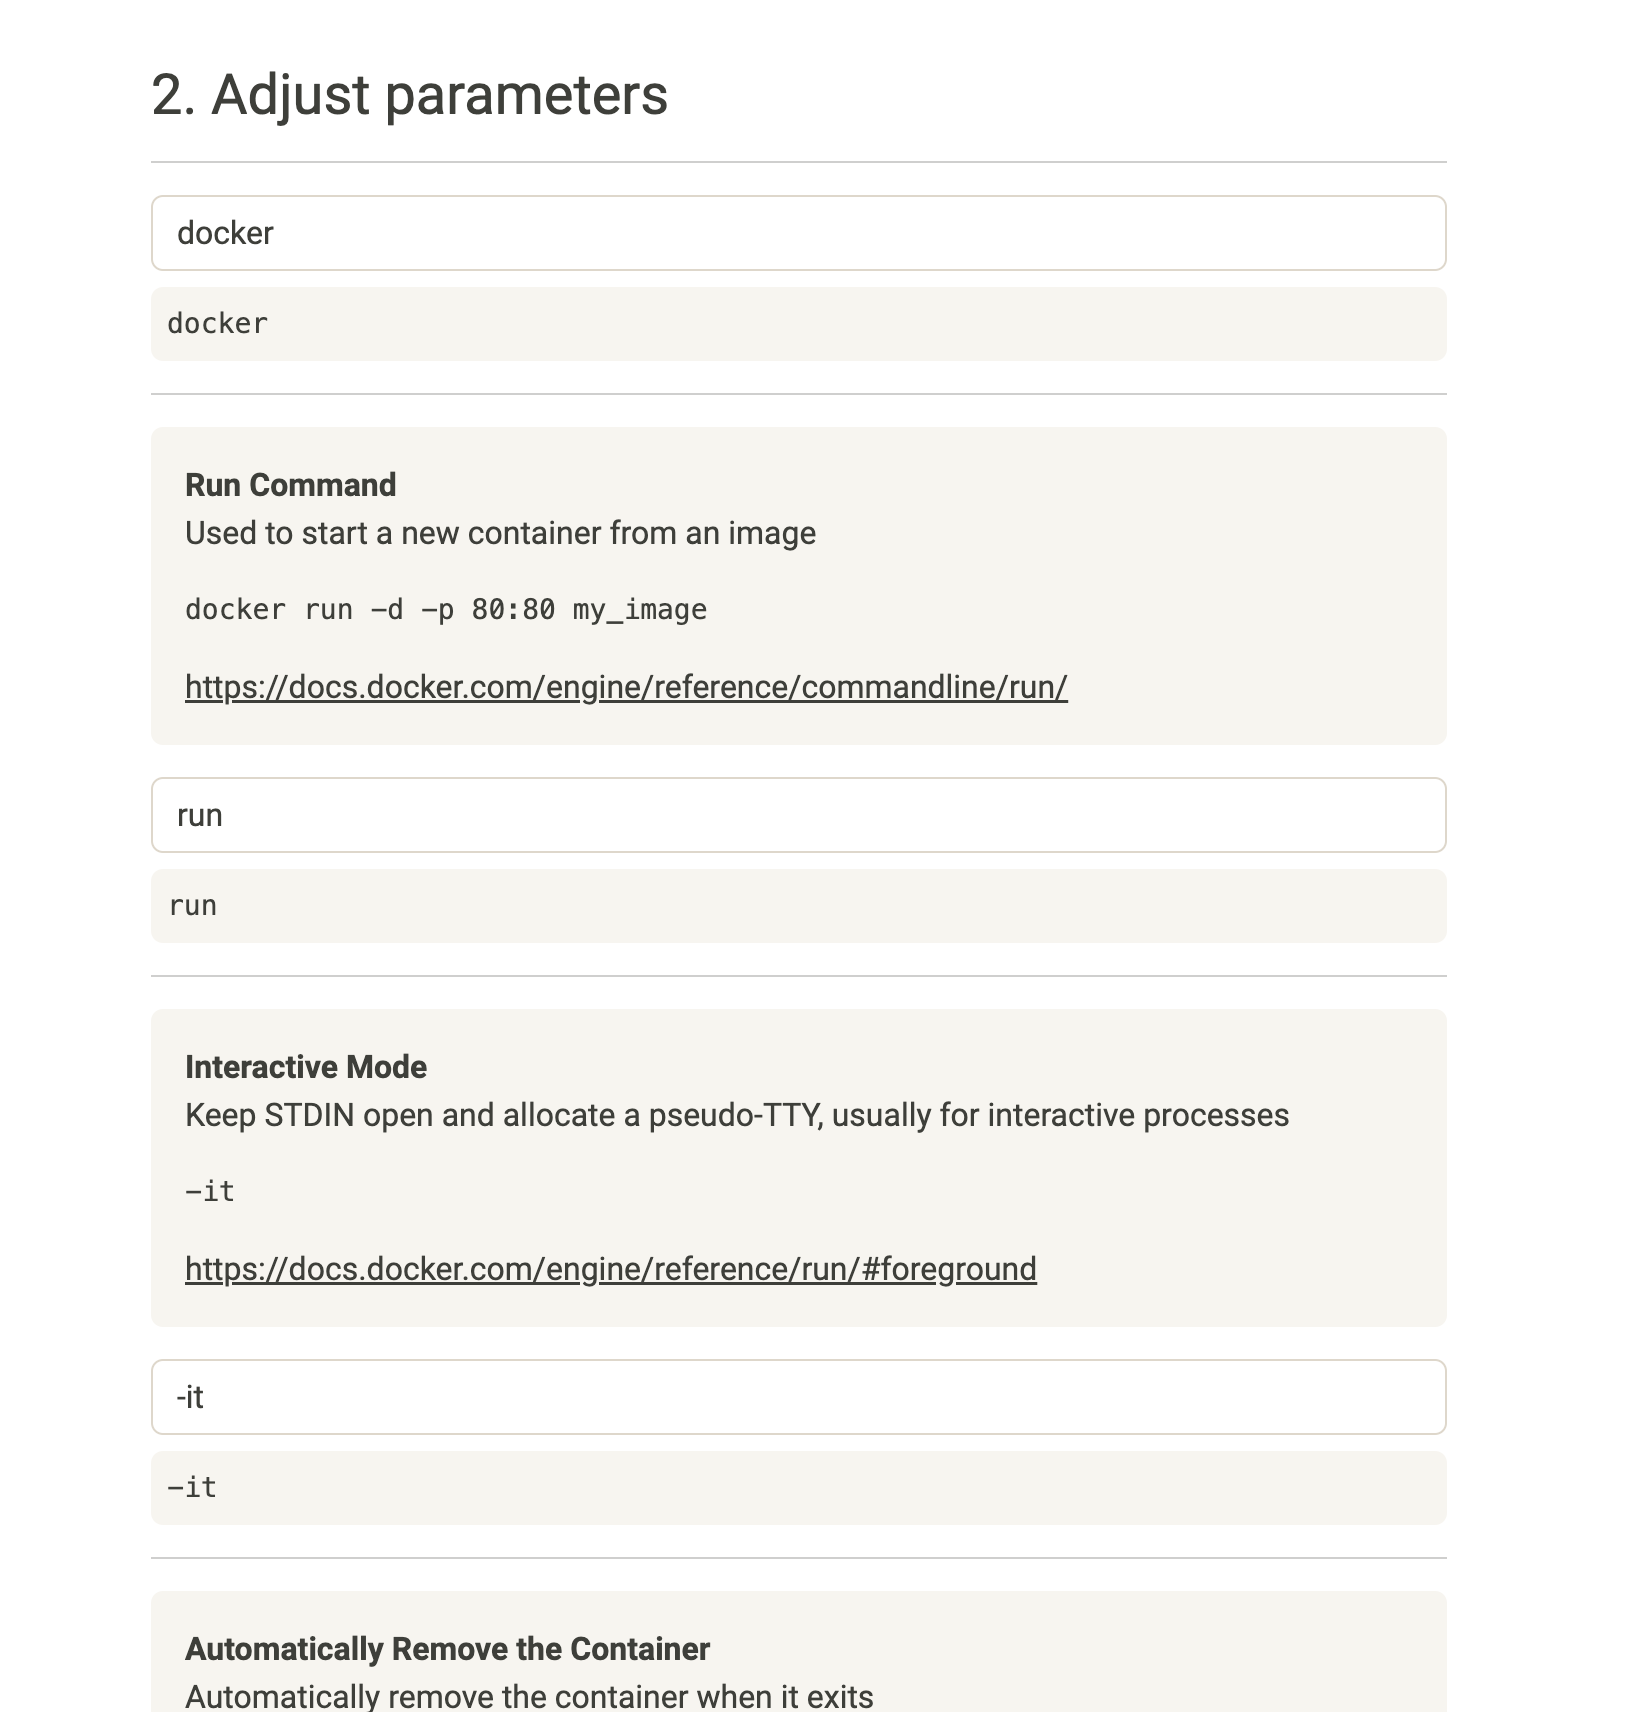 2. Adjust parameters
docker
docker
Run Command
Used to start a new container from an image
docker run -d -p 80:80 my_image
https://docs.docker.com/engine/reference/commandline/run/
run
run
Interactive Mode
Keep STDIN open and allocate a pseudo-TTY, usually for interactive processes
-it
https://docs.docker.com/engine/reference/run/#foreground
-it
-it
Automatically Remove the Container
Automatically remove the container when it exits